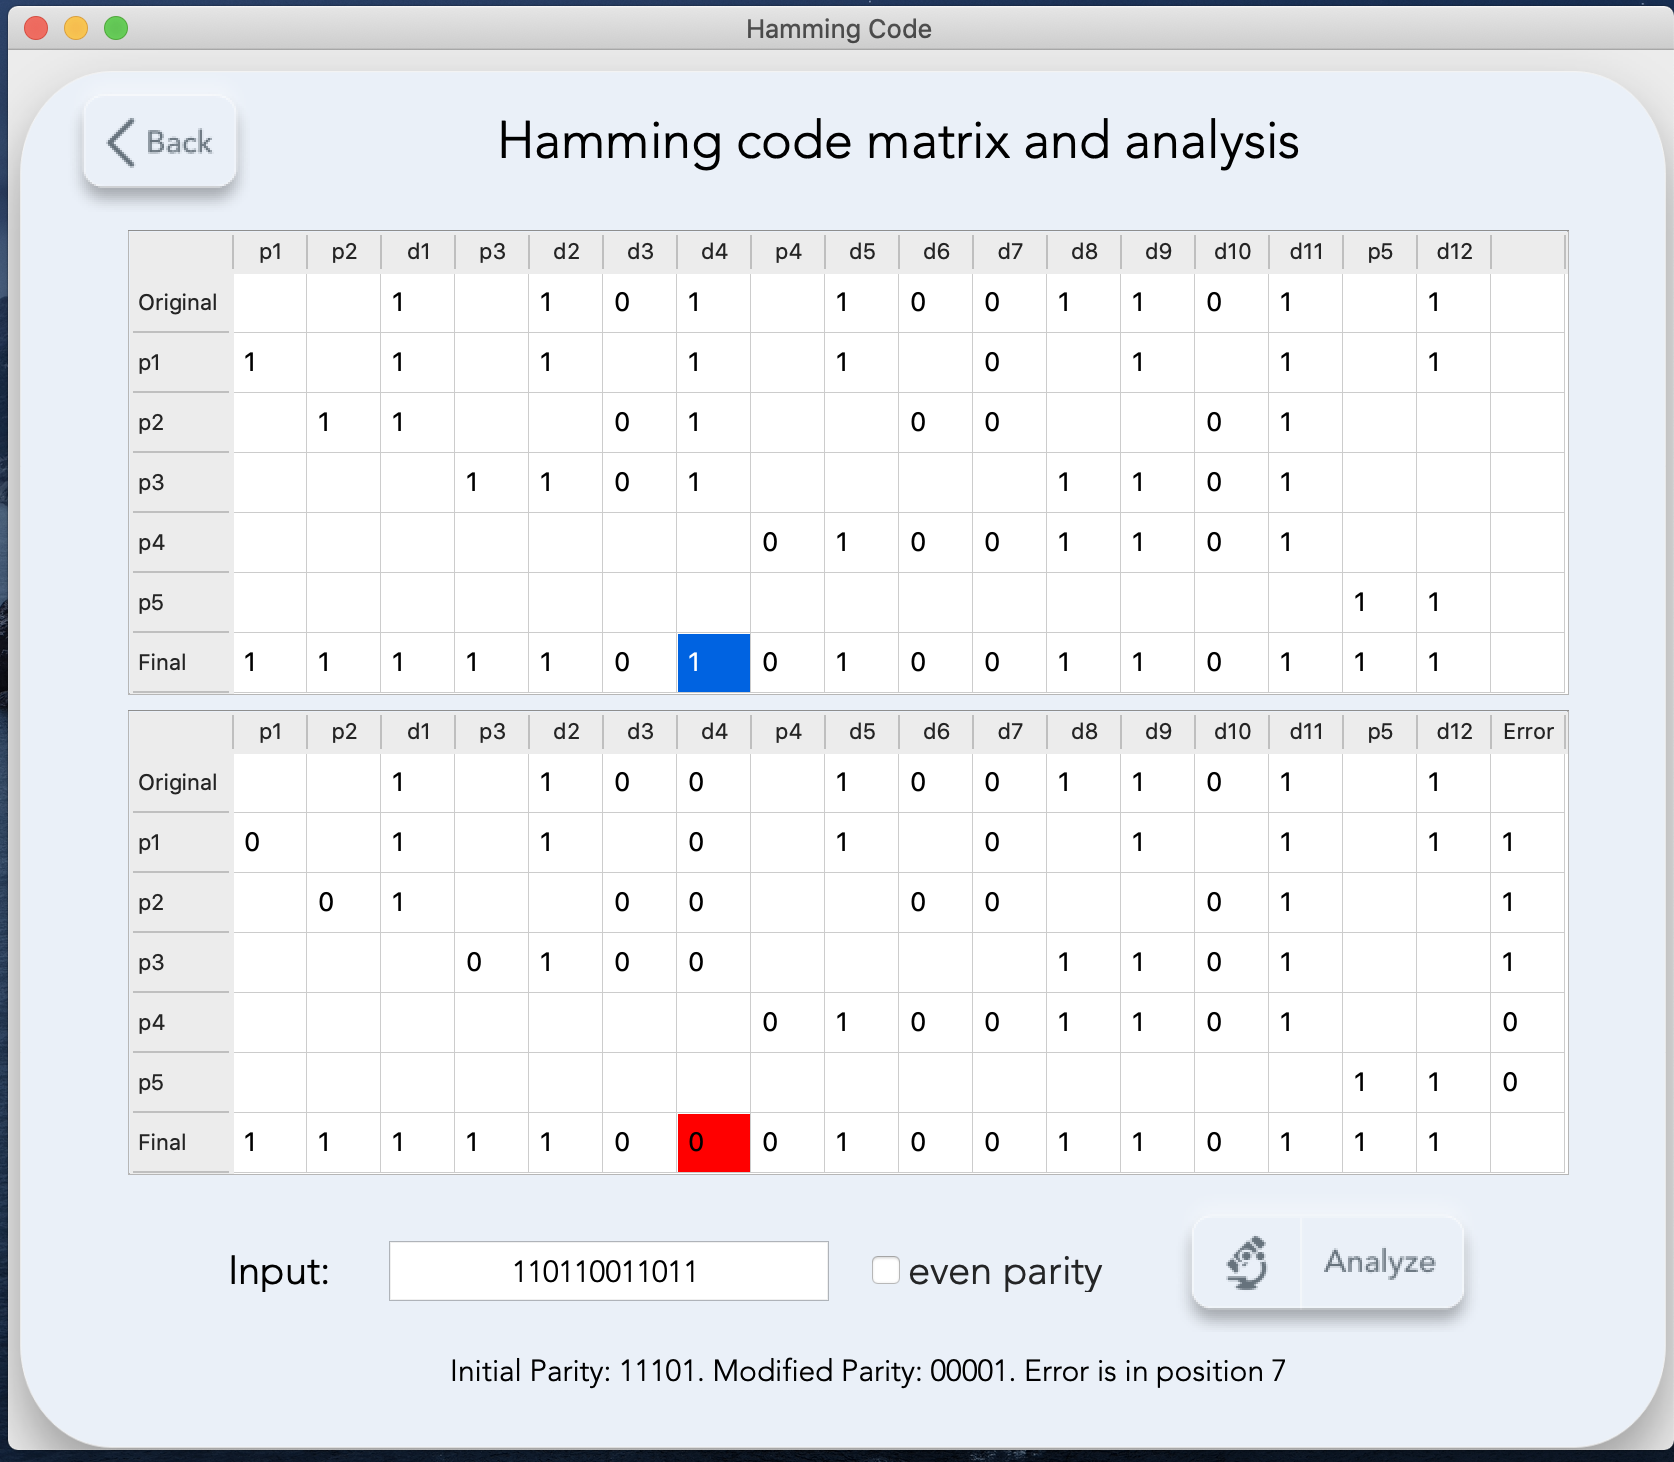 Hamming Code
Back
Hamming code matrix and analysis
p1 p2 d1 p3 d2 d3 d4 p4 d5 d6 d7 d8 d9 d10 d11 p5 d12
Original 1 1 0 1 1 0 0 1 1 0 1 1
p1 1 1 1 1 1 0 1 1 1
p2 1 1 0 1 0 0 0 1
p3 1 1 0 1 1 1 0 1
p4 0 1 0 0 1 1 0 1
p5 1 1
Final 1 1 1 1 1 0 1 0 1 0 0 1 1 0 1 1 1
p1 p2 d1 p3 d2 d3 d4 p4 d5 d6 d7 d8 d9 d10 d11 p5 d12 Error
Original 1 1 0 0 1 0 0 1 1 0 1 1
p1 0 1 1 0 1 0 1 1 1 1
p2 0 1 0 0 0 0 0 1 1
p3 0 1 0 0 1 1 0 1 1
p4 0 1 0 0 1 1 0 1 0
p5 1 1 0
Final 1 1 1 1 1 0 0 0 1 0 0 1 1 0 1 1 1
Input: 110110011011 even parity Analyze
Initial Parity: 11101. Modified Parity: 00001. Error is in position 7